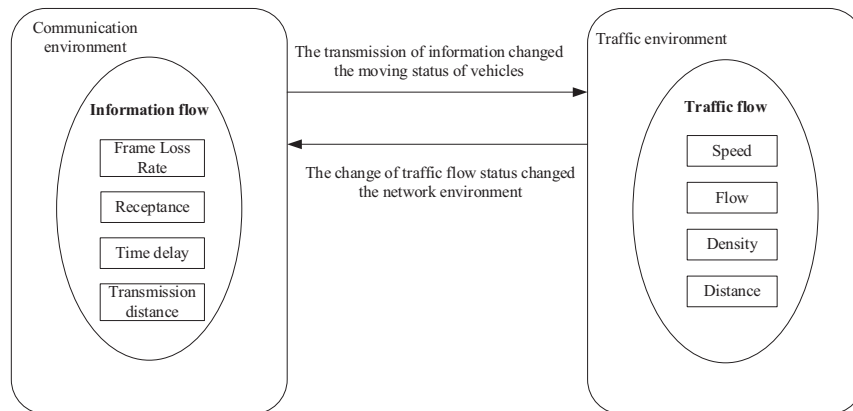 Communication
environment
Information flow
Frame Loss
Rate
Receptance
Time delay
Transmission
distance
The transmission of information changed
the moving status of vehicles
The change of traffic flow status changed
the network environment
Traffic environment
Traffic flow
Speed
Flow
Density
Distance